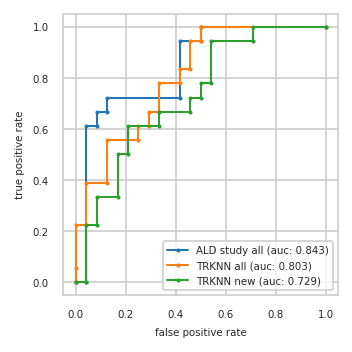 1.0
0.8
0.6
0.4
0.2
0.0
true positive rate
ALD study all (auc: 0.843)
TRKNN all (auc: 0.803)
TRKNN new (auc: 0.729)
0.0 0.2 0.4 0.6 0.8 1.0
false positive rate